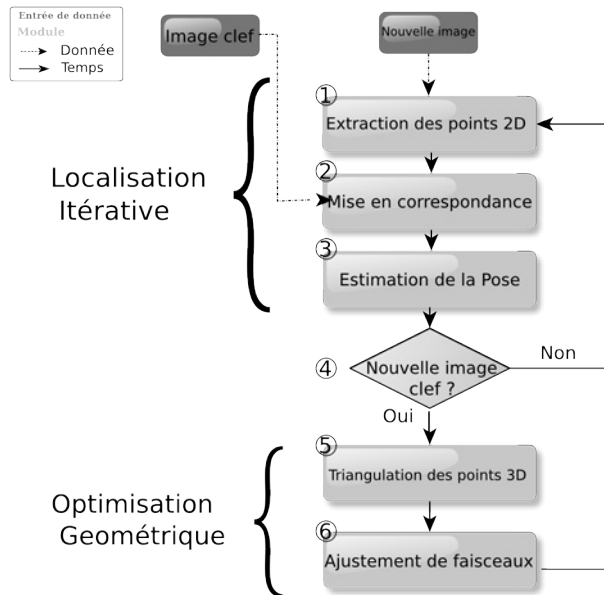 Entrée de donnée
Module
Donnée
Temps
Image clef
Nouvelle image
1
Extraction des points 2D
Localisation
Itérative
2
Mise en correspondance
3
Estimation de la Pose
4
Nouvelle image
clef ?
Non
Oui
5
Triangulation des points 3D
Optimisation
Geométrique
6
Ajustement de faisceaux